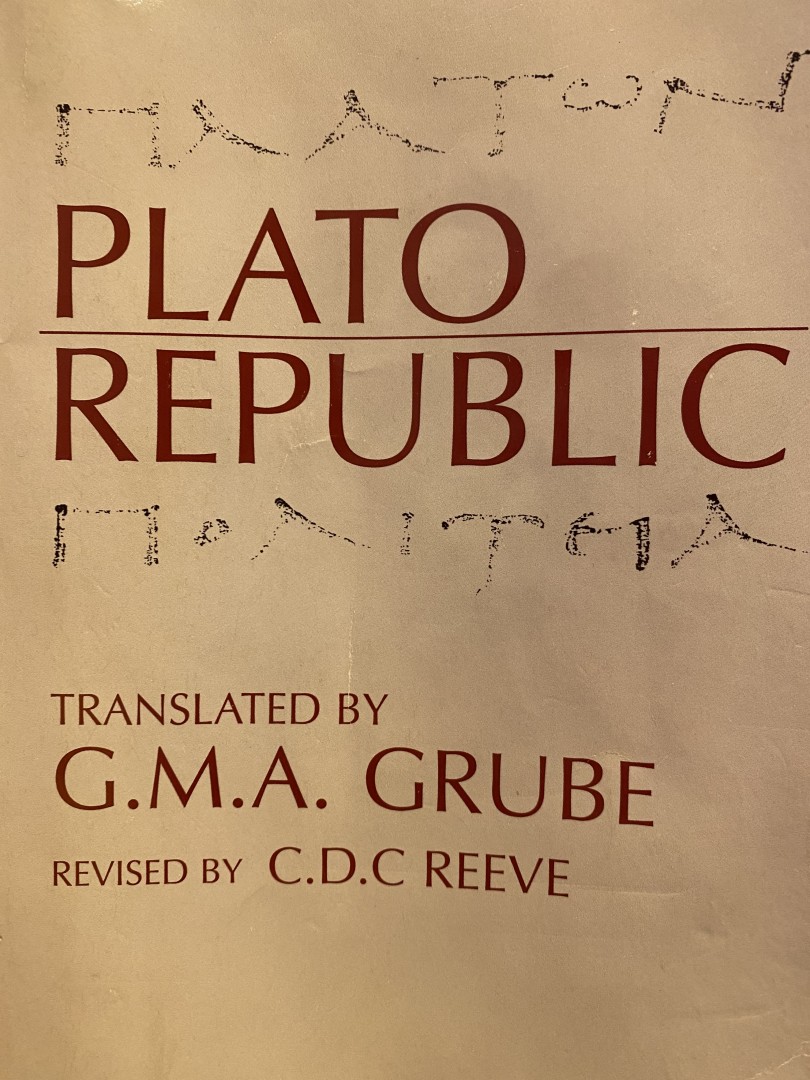 ΠΛΑΤΩΝ
PLATO
REPUBLIC
ΠΟΛΙΤΕΙΑ
TRANSLATED BY
G.M.A. GRUBE
REVISED BY C.D.C REEVE